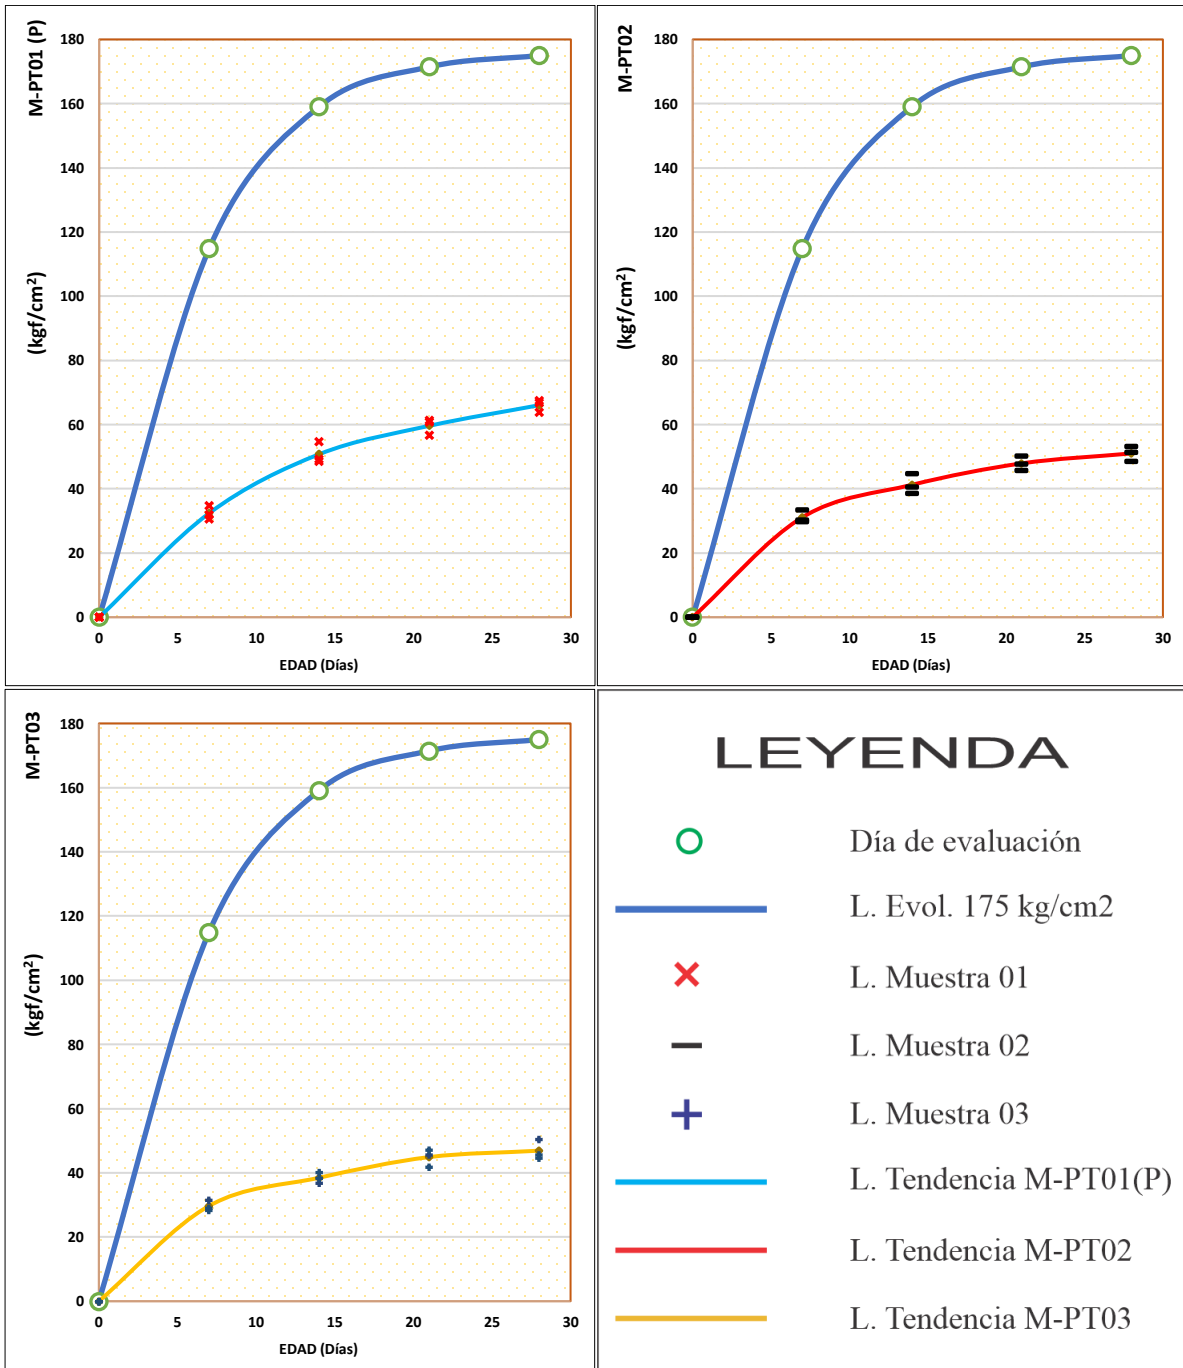 M-PT01 (P)
(kgf/cm²)
180
160
140
120
100
80
60
40
20
0
0 5 10 15 20 25 30
EDAD (Días)
M-PT02
(kgf/cm²)
180
160
140
120
100
80
60
40
20
0
0 5 10 15 20 25 30
EDAD (Días)
M-PT03
(kgf/cm²)
180
160
140
120
100
80
60
40
20
0
0 5 10 15 20 25 30
EDAD (Días)
LEYENDA
Día de evaluación
L. Evol. 175 kg/cm2
L. Muestra 01
L. Muestra 02
L. Muestra 03
L. Tendencia M-PT01(P)
L. Tendencia M-PT02
L. Tendencia M-PT03